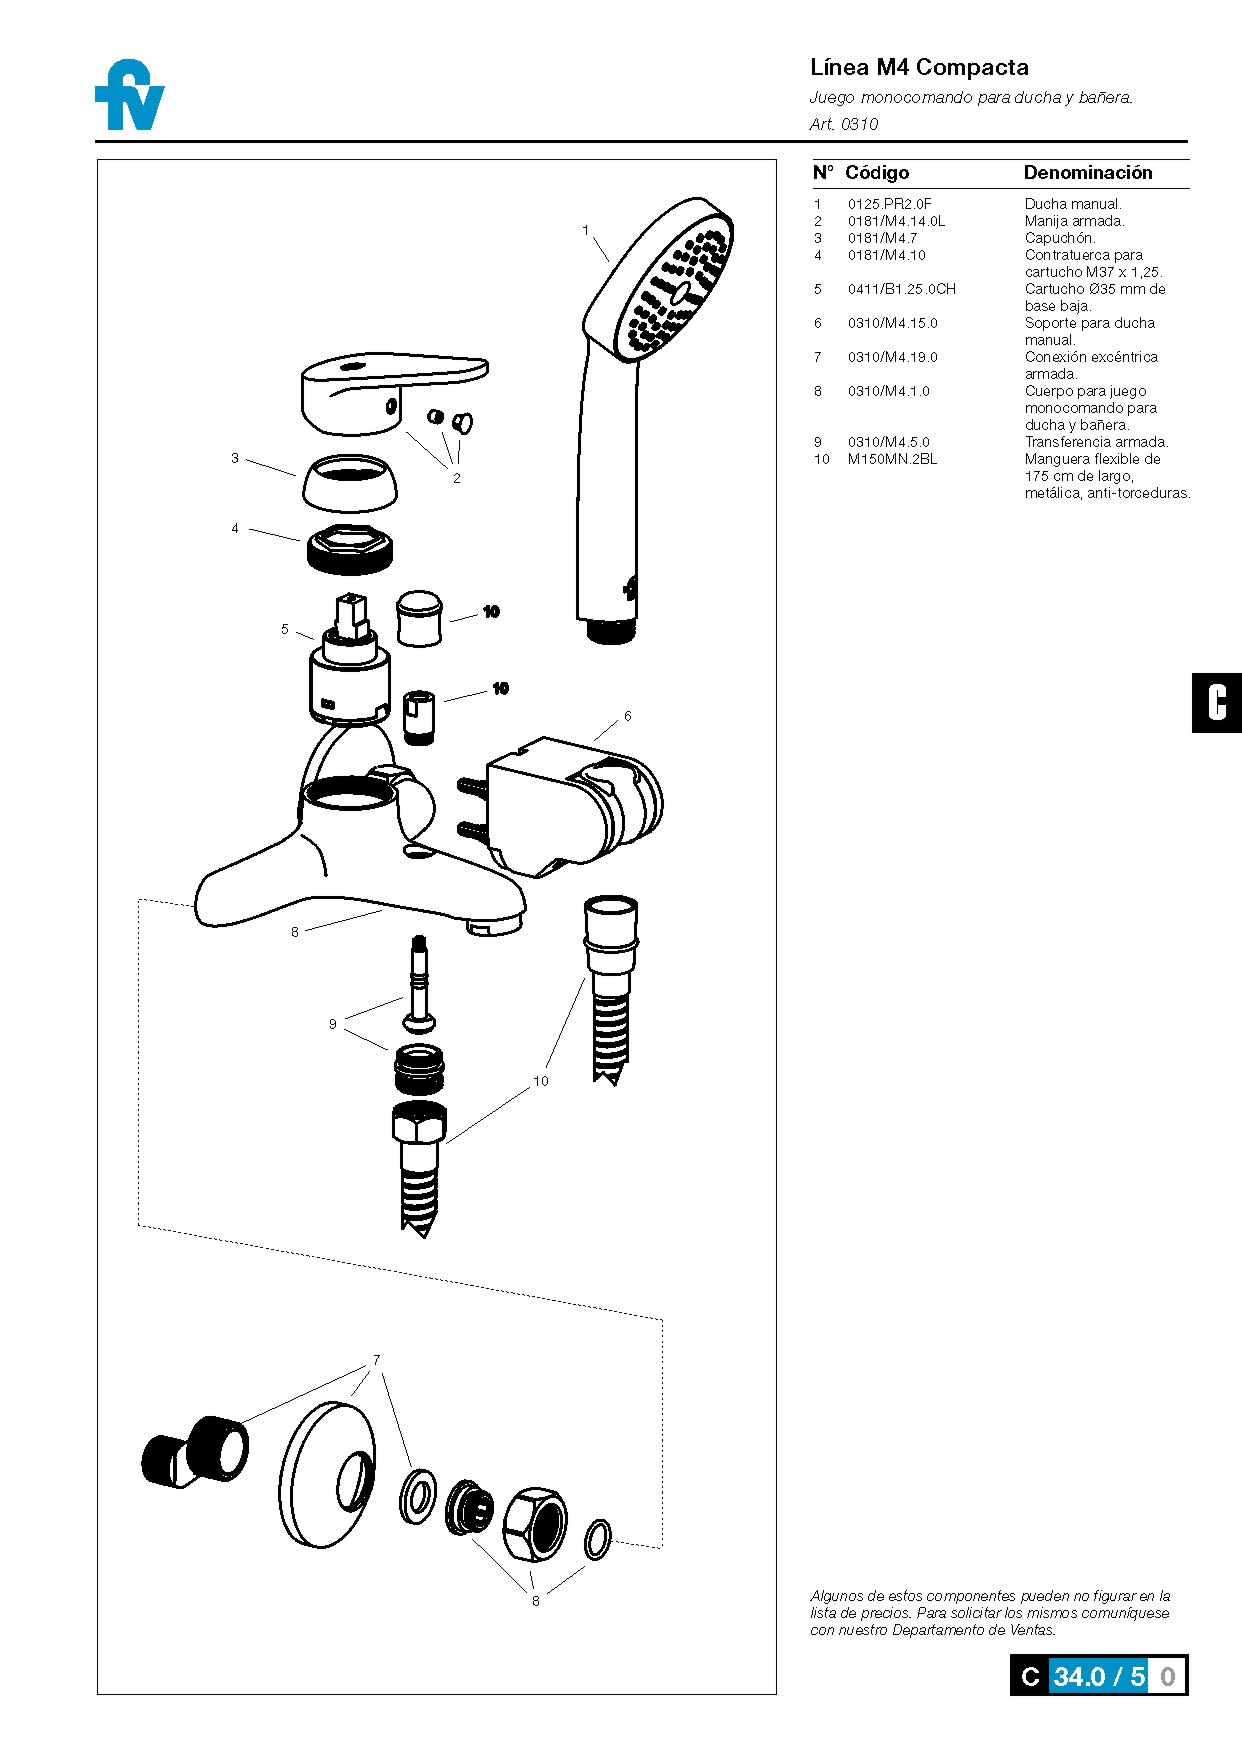 fv
Línea M4 Compacta
Juego monocomando para ducha y bañera.
Art. 0310
N° Código Denominación
1 0125.PR2.0F Ducha manual.
2 0181/M4.14.0L Manija armada.
3 0181/M4.7 Capuchón.
4 0181/M4.10 Contratuerca para
cartucho M37 x 1,25.
5 0411/B1.25.0CH Cartucho Ø35 mm de
base baja.
6 0310/M4.15.0 Soporte para ducha
manual.
7 0310/M4.19.0 Conexión excéntrica
armada.
8 0310/M4.1.0 Cuerpo para juego
monocomando para
ducha y bañera.
9 0310/M4.5.0 Transferencia armada.
10 M150MN.2BL Manguera flexible de
175 cm de largo,
metálica, anti-torceduras.
1
3
2
4
10
5
10
6
8
9
10
7
8
C
Algunos de estos componentes pueden no figurar en la
lista de precios. Para solicitar los mismos comuníquese
con nuestro Departamento de Ventas.
C 34.0 / 5 0